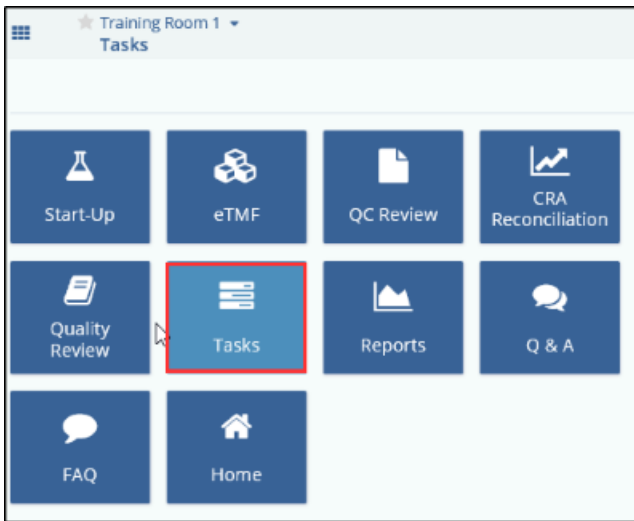 Training Room 1
Tasks
Start-Up
eTMF
QC Review
CRA
Reconciliation
Quality
Review
Tasks
Reports
Q & A
FAQ
Home